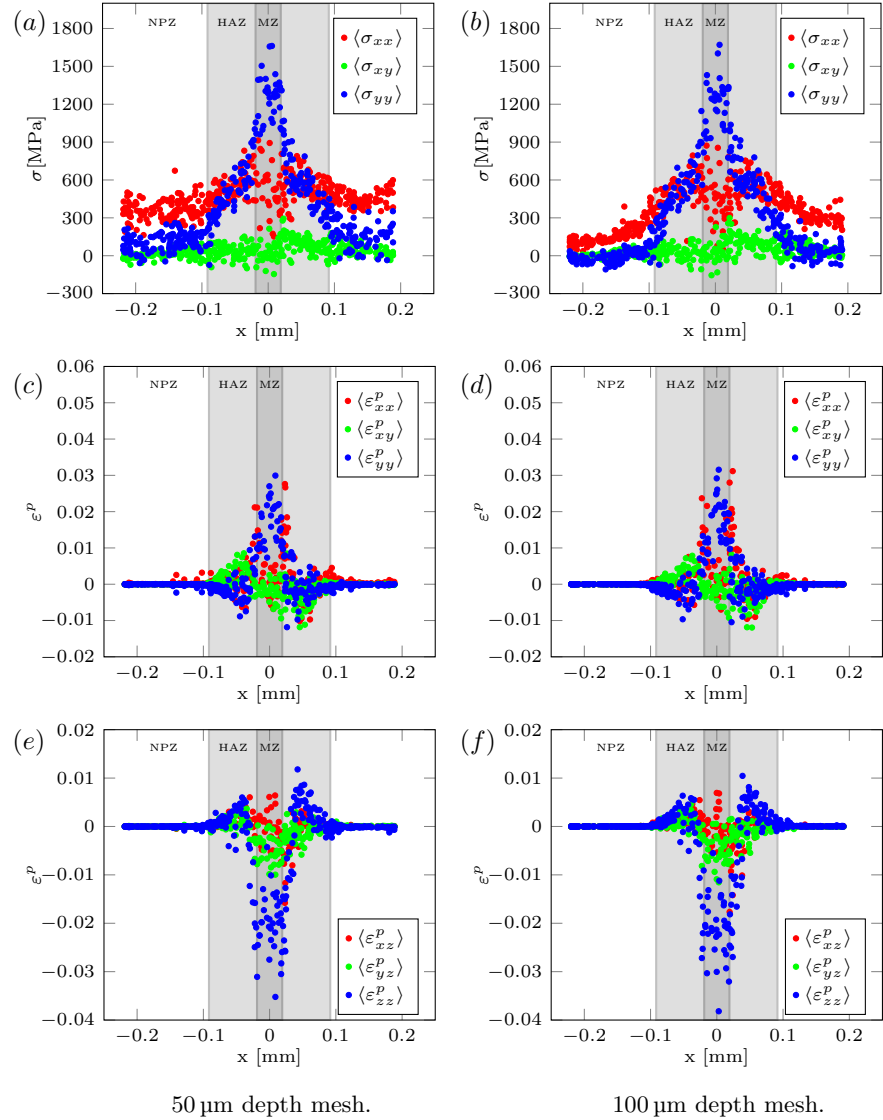 (a)
NPZ HAZ MZ
⟨σxx⟩
⟨σxy⟩
⟨σyy⟩
1800
1500
1200
900
600
300
0
−300
σ[MPa]
−0.2 −0.1 0 0.1 0.2
x [mm]
(b)
NPZ HAZ MZ
⟨σxx⟩
⟨σxy⟩
⟨σyy⟩
1800
1500
1200
900
600
300
0
−300
σ[MPa]
−0.2 −0.1 0 0.1 0.2
x [mm]
(c)
NPZ HAZ MZ
⟨ε^p_xx⟩
⟨ε^p_xy⟩
⟨ε^p_yy⟩
0.06
0.05
0.04
0.03
0.02
0.01
0
−0.01
−0.02
ε^p
−0.2 −0.1 0 0.1 0.2
x [mm]
(d)
NPZ HAZ MZ
⟨ε^p_xx⟩
⟨ε^p_xy⟩
⟨ε^p_yy⟩
0.06
0.05
0.04
0.03
0.02
0.01
0
−0.01
−0.02
ε^p
−0.2 −0.1 0 0.1 0.2
x [mm]
(e)
NPZ HAZ MZ
⟨ε^p_xz⟩
⟨ε^p_yz⟩
⟨ε^p_zz⟩
0.02
0.01
0
−0.01
−0.02
−0.03
−0.04
ε^p
−0.2 −0.1 0 0.1 0.2
x [mm]
(f)
NPZ HAZ MZ
⟨ε^p_xz⟩
⟨ε^p_yz⟩
⟨ε^p_zz⟩
0.02
0.01
0
−0.01
−0.02
−0.03
−0.04
ε^p
−0.2 −0.1 0 0.1 0.2
x [mm]
50 µm depth mesh.
100 µm depth mesh.